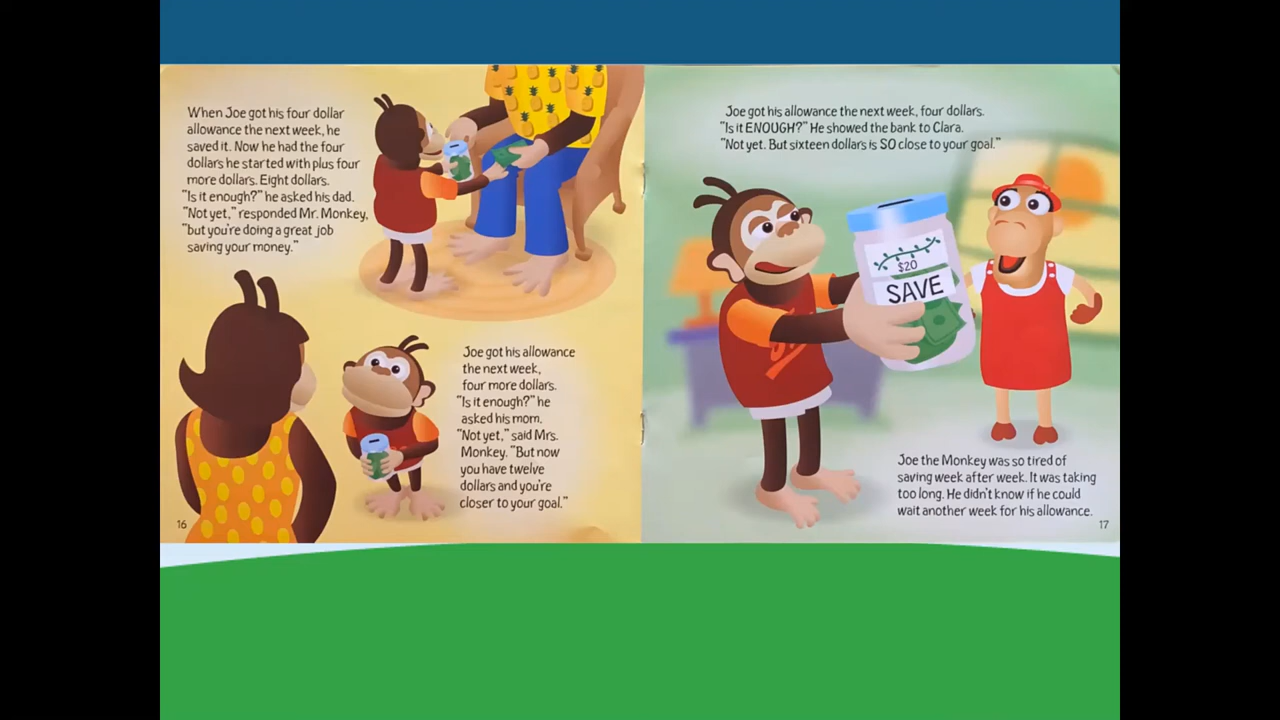 When Joe got his four dollar
allowance the next week, he
saved it. Now he had the four
dollars he started with plus four
more dollars. Eight dollars.
"Is it enough?" he asked his dad.
"Not yet," responded Mr. Monkey,
"but you're doing a great job
saving your money."
Joe got his allowance
the next week,
four more dollars.
"Is it enough?" he
asked his mom.
"Not yet," said Mrs.
Monkey. "But now
you have twelve
dollars and you're
closer to your goal."
16
Joe got his allowance the next week, four dollars.
"Is it ENOUGH?" He showed the bank to Clara.
"Not yet. But sixteen dollars is SO close to your goal."
$20
SAVE
Joe the Monkey was so tired of
saving week after week. It was taking
too long. He didn't know if he could
wait another week for his allowance.
17